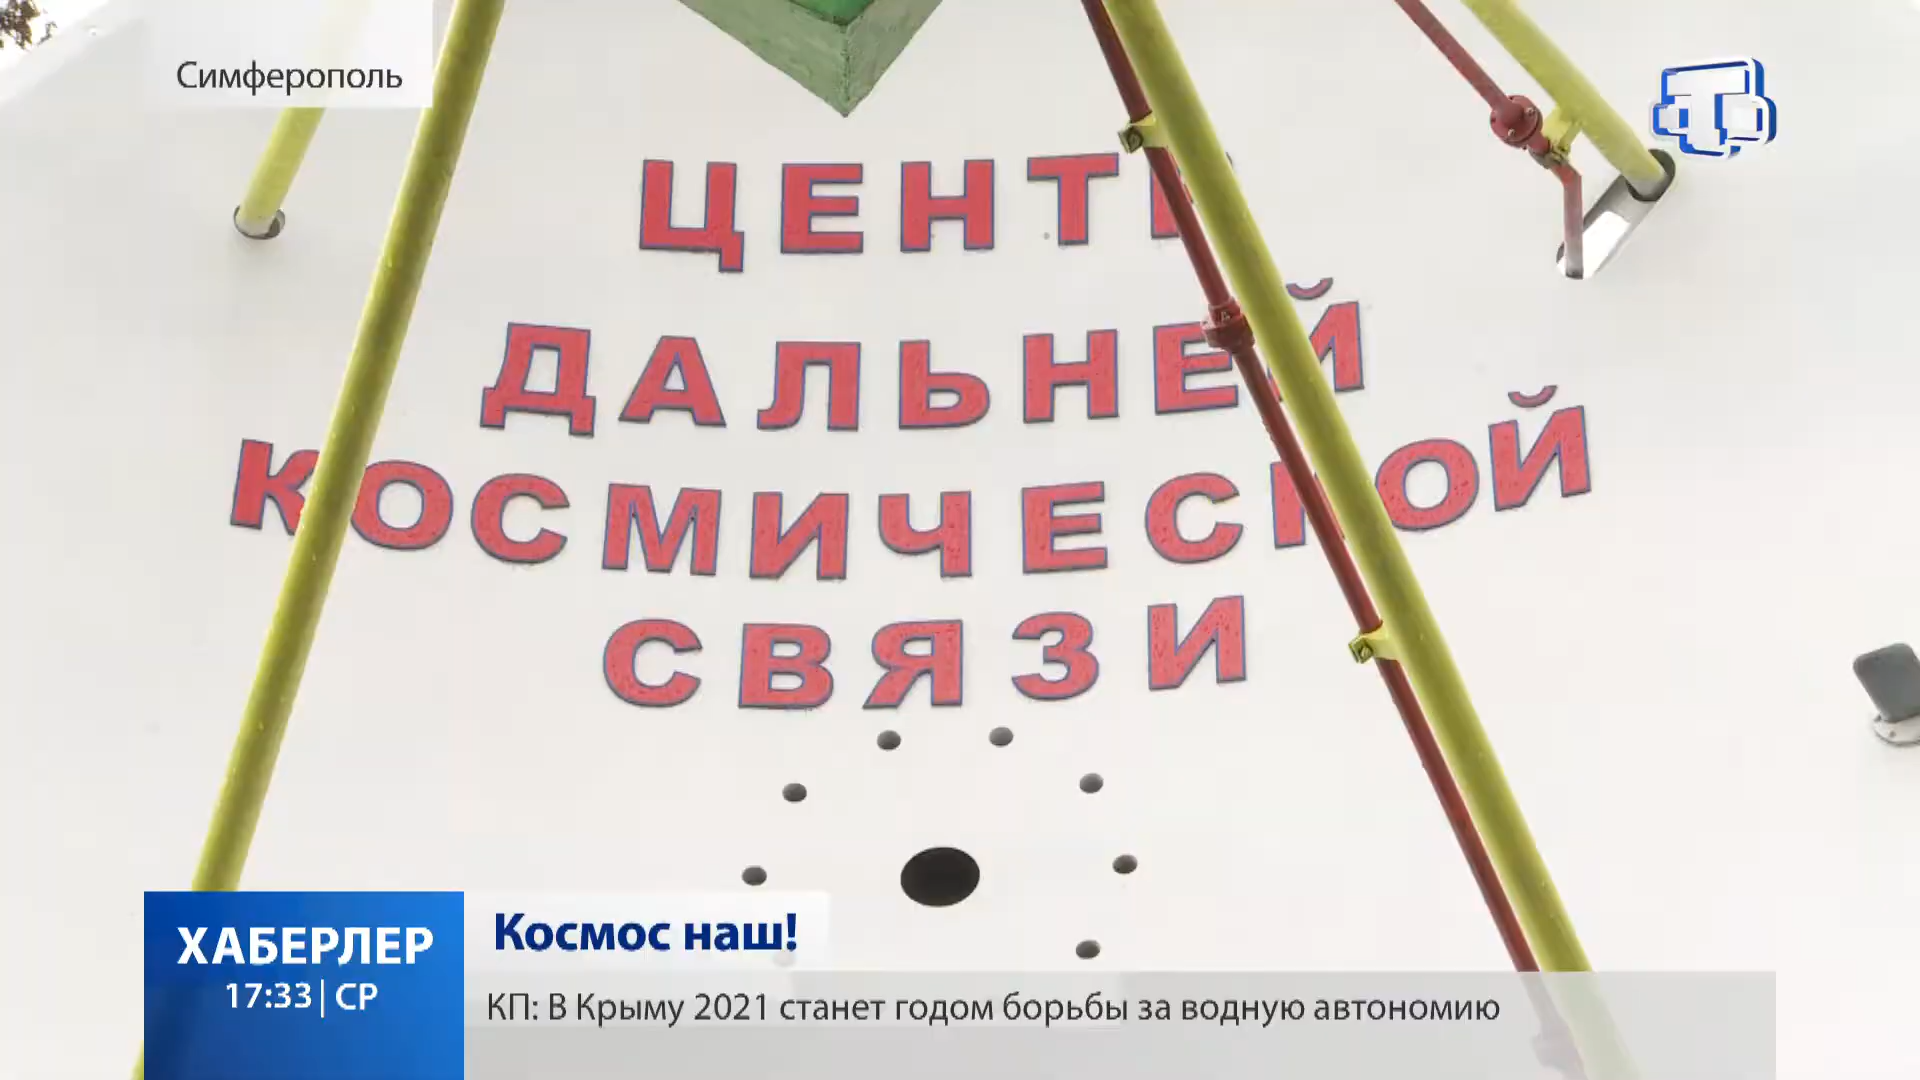 Симферополь
ЦЕНТР
ДАЛЬНЕЙ
КОСМИЧЕСКОЙ
СВЯЗИ
ХАБЕРЛЕР
17:33| СР
Космос наш!
КП: В Крыму 2021 станет годом борьбы за водную автономию